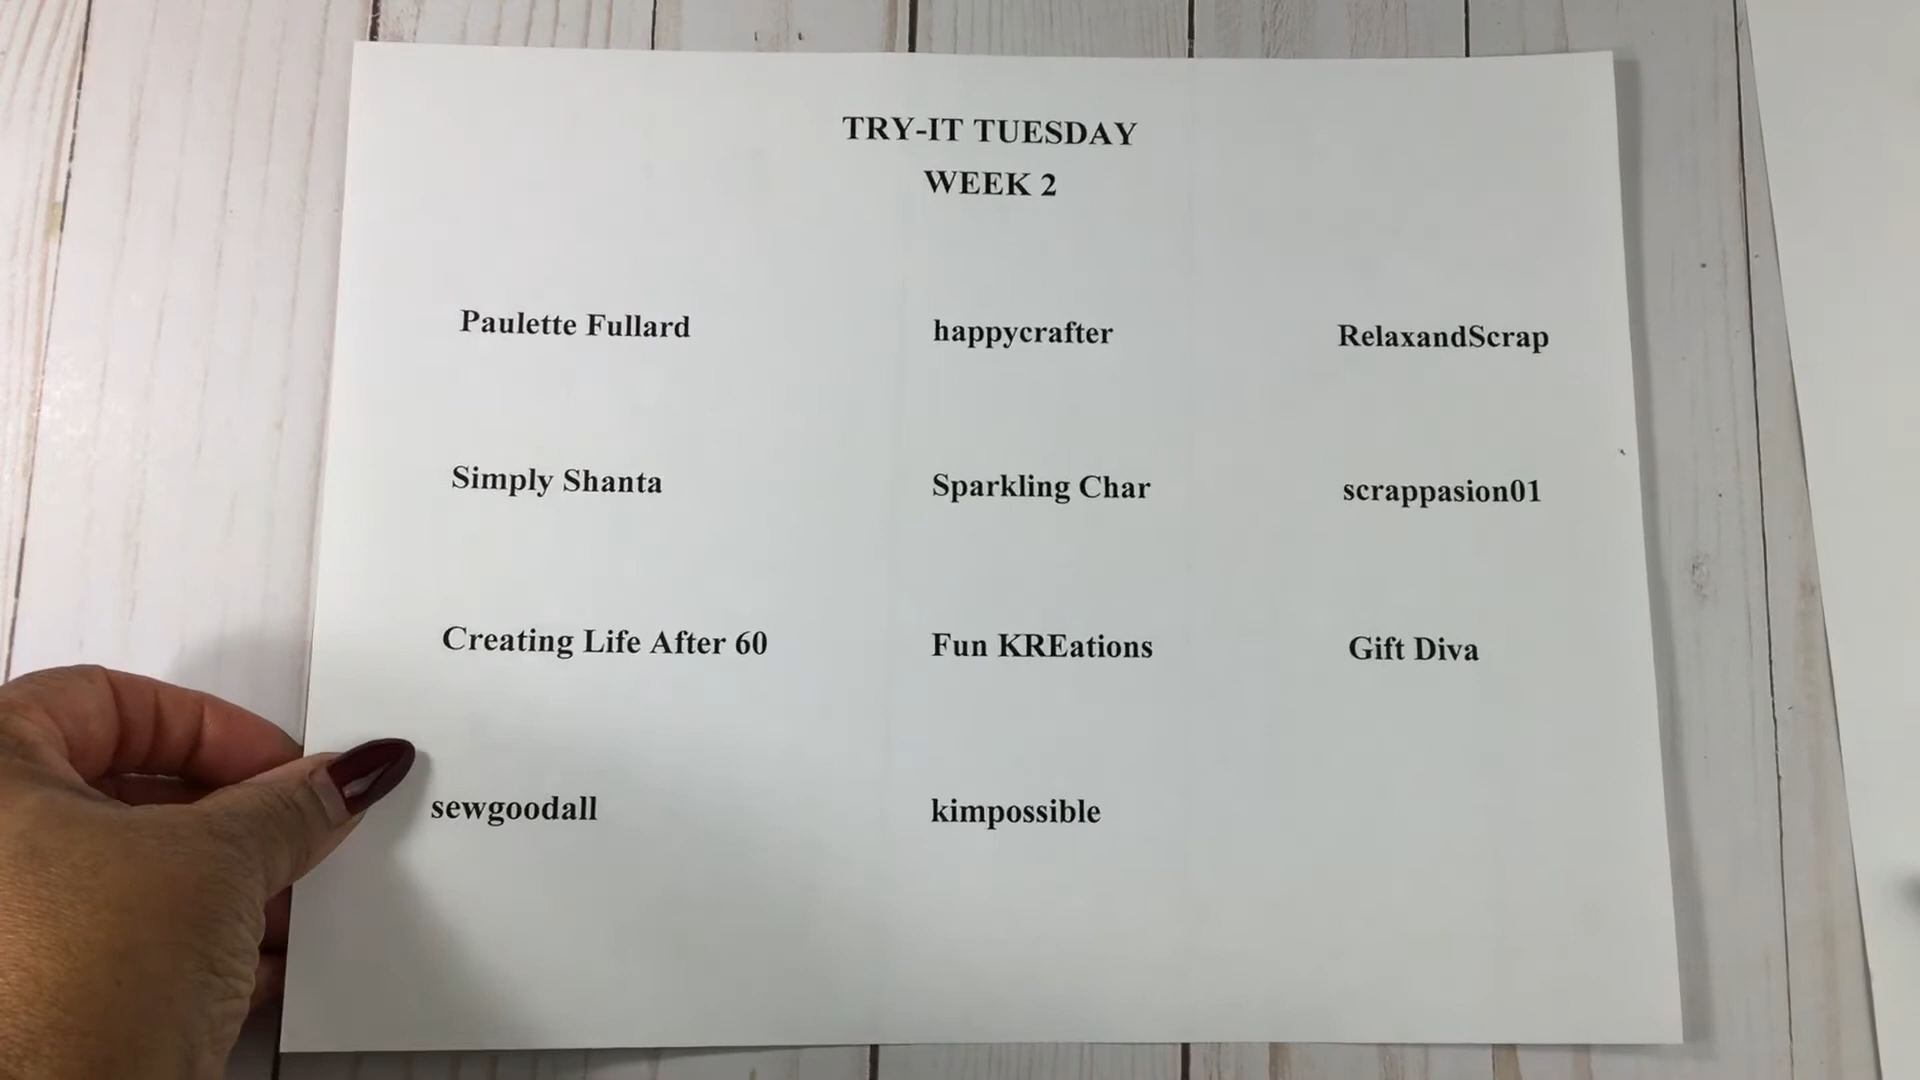 TRY-IT TUESDAY
WEEK 2
Paulette Fullard
happycrafter
RelaxandScrap
Simply Shanta
Sparkling Char
scrappasion01
Creating Life After 60
Fun KREations
Gift Diva
sewgoodall
kimpossible